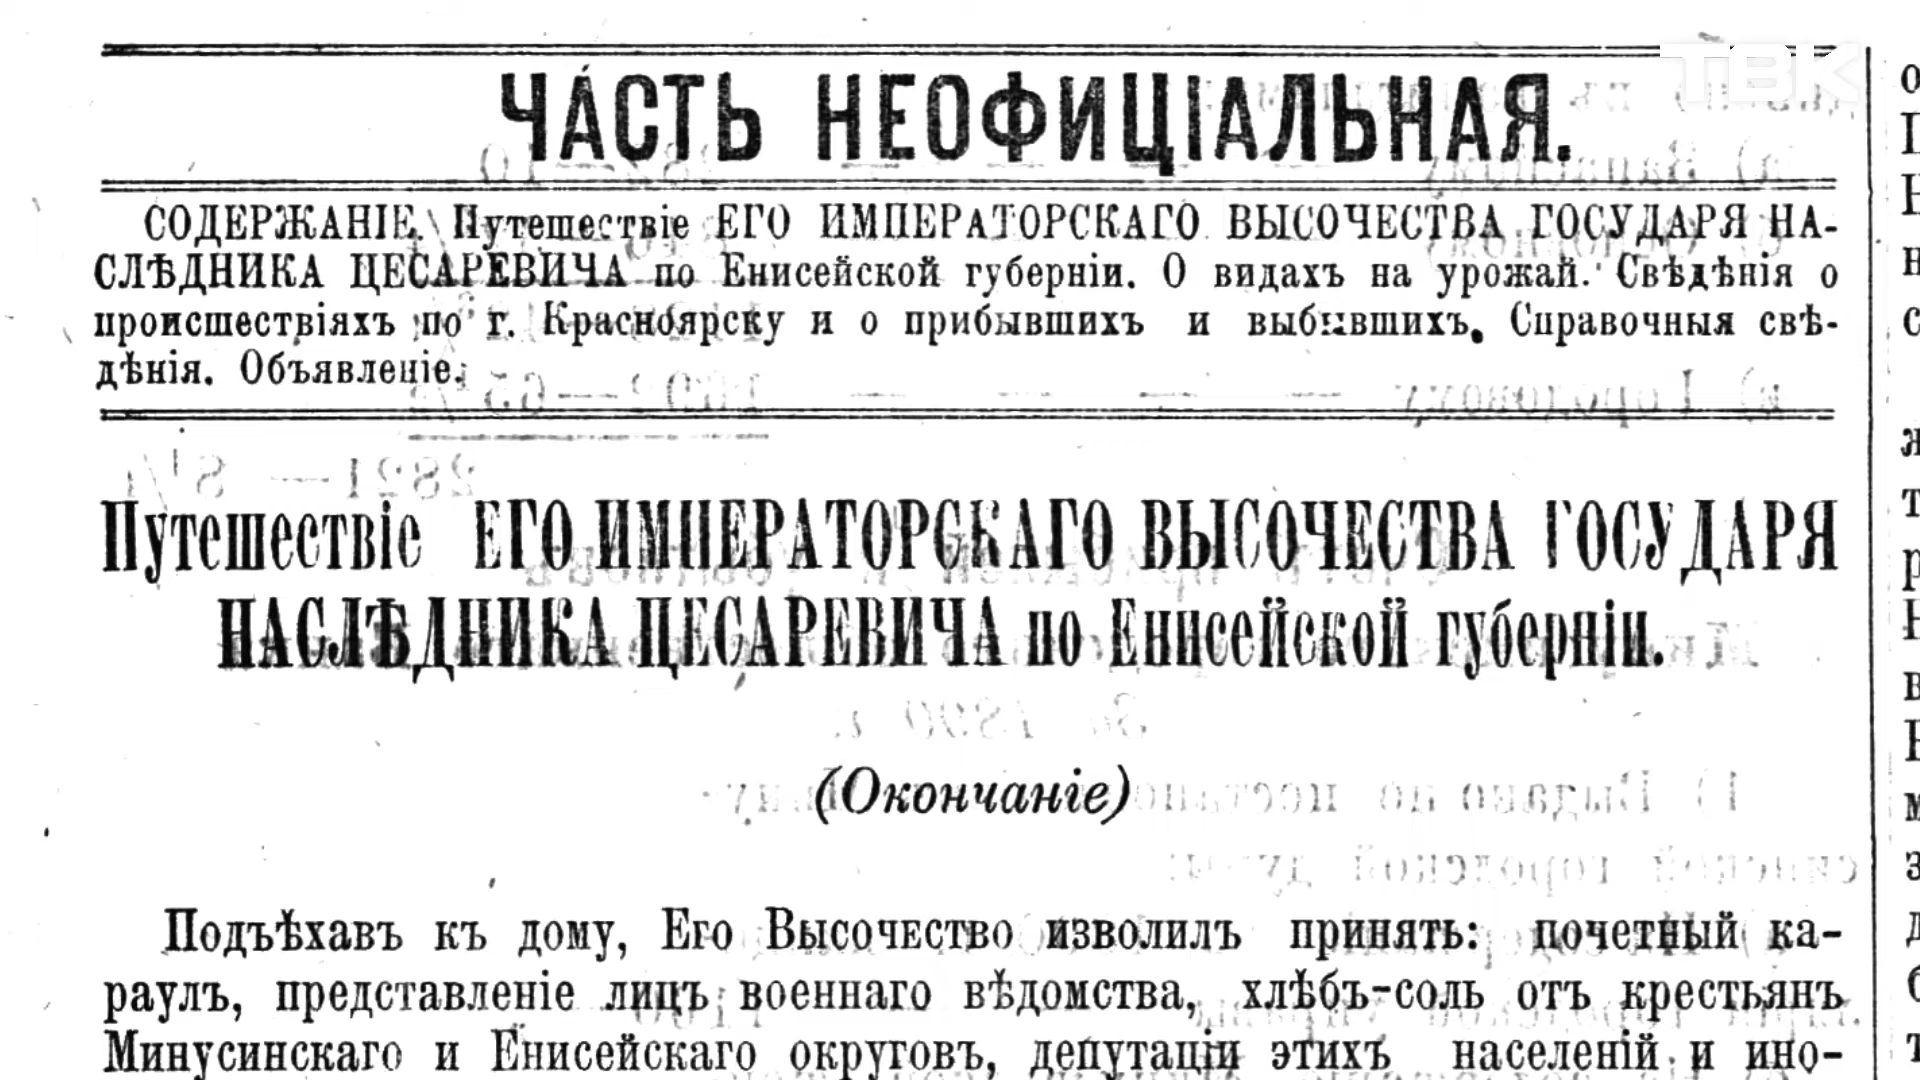 ТВК
ЧАСТЬ НЕОФИЦІАЛЬНАЯ.
СОДЕРЖАНІЕ. Путешествіе ЕГО ИМПЕРАТОРСКАГО ВЫСОЧЕСТВА ГОСУДАРЯ НА-
СЛѢДНИКА ЦЕСАРЕВИЧА по Енисейской губерніи. О видахъ на урожай. Свѣдѣнія о
происшествіяхъ по г. Красноярску и о прибывшихъ и выбывшихъ. Справочныя свѣ-
дѣнія. Объявленіе.
Путешествіе ЕГО ИМПЕРАТОРСКАГО ВЫСОЧЕСТВА ГОСУДАРЯ
НАСЛѢДНИКА ЦЕСАРЕВИЧА по Енисейской губерніи.
(Окончаніе)
Подъѣхавъ къ дому, Его Высочество изволилъ принять: почетный ка-
раулъ, представленіе лицъ военнаго вѣдомства, хлѣбъ-соль отъ крестьянъ
Минусинскаго и Енисейскаго округовъ, депутаціи этихъ населеній и ино-